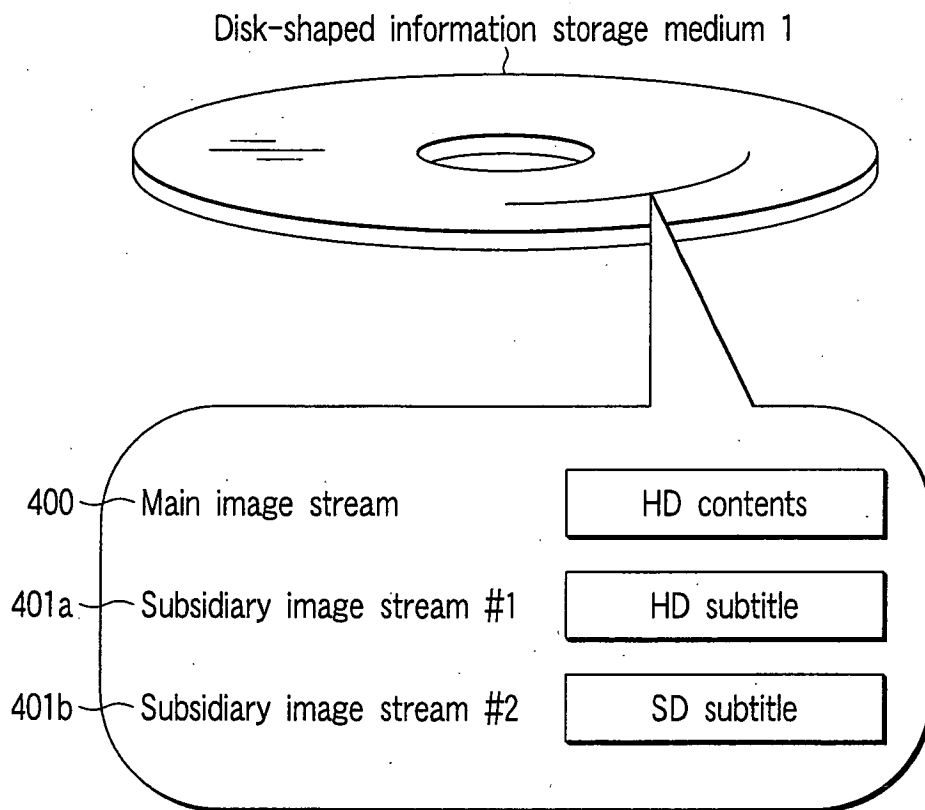 Disk-shaped information storage medium 1
400 Main image stream HD contents
401a Subsidiary image stream #1 HD subtitle
401b Subsidiary image stream #2 SD subtitle